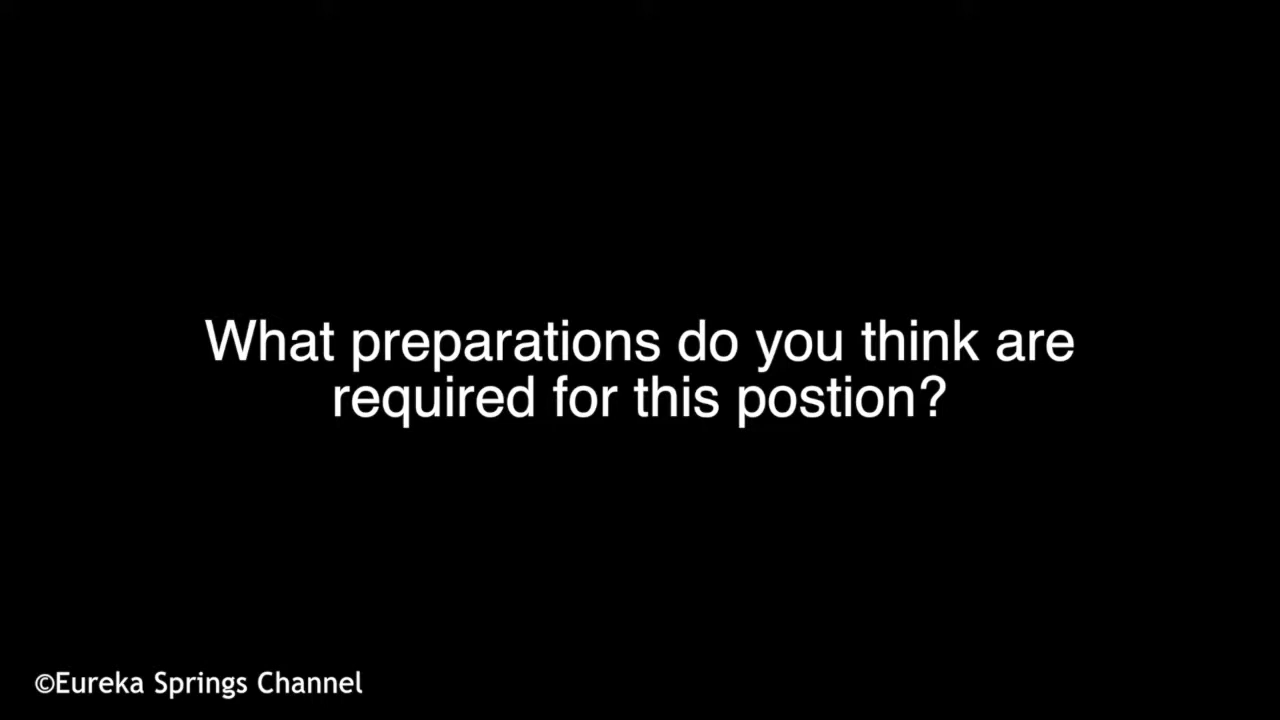 What preparations do you think are
required for this postion?
©Eureka Springs Channel